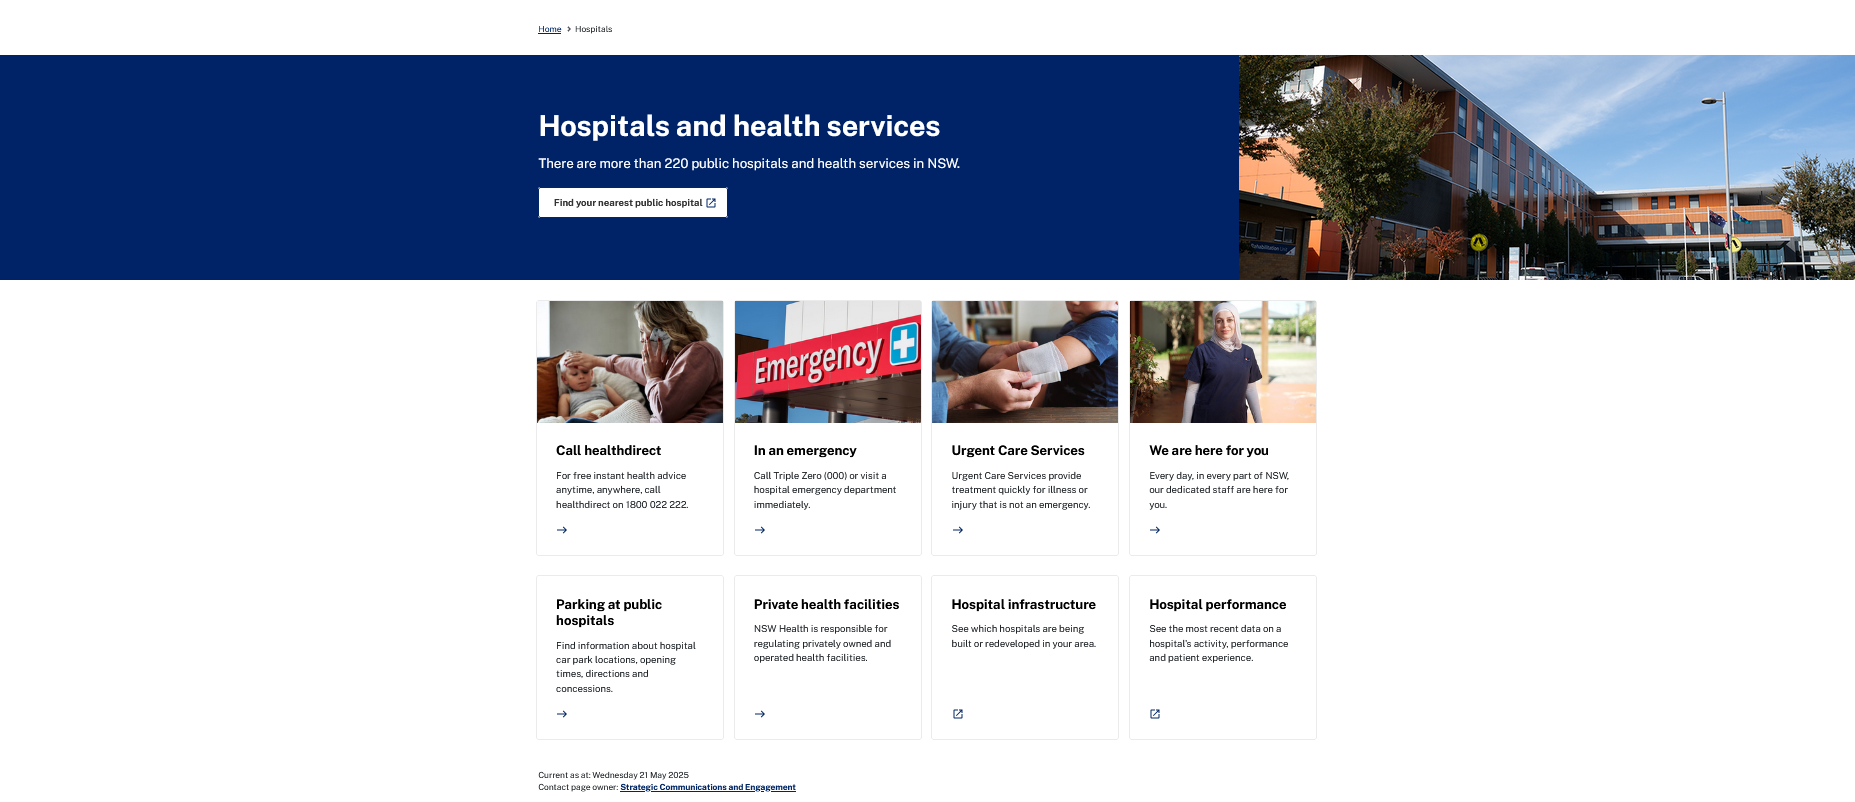 Home > Hospitals
Hospitals and health services
There are more than 220 public hospitals and health services in NSW.
Find your nearest public hospital
Rehabilitation Unit
Emergency
Call healthdirect
For free instant health advice
anytime, anywhere, call
healthdirect on 1800 022 222.
In an emergency
Call Triple Zero (000) or visit a
hospital emergency department
immediately.
Urgent Care Services
Urgent Care Services provide
treatment quickly for illness or
injury that is not an emergency.
We are here for you
Every day, in every part of NSW,
our dedicated staff are here for
you.
Parking at public
hospitals
Find information about hospital
car park locations, opening
times, directions and
concessions.
Private health facilities
NSW Health is responsible for
regulating privately owned and
operated health facilities.
Hospital infrastructure
See which hospitals are being
built or redeveloped in your area.
Hospital performance
See the most recent data on a
hospital's activity, performance
and patient experience.
Current as at: Wednesday 21 May 2025
Contact page owner: Strategic Communications and Engagement